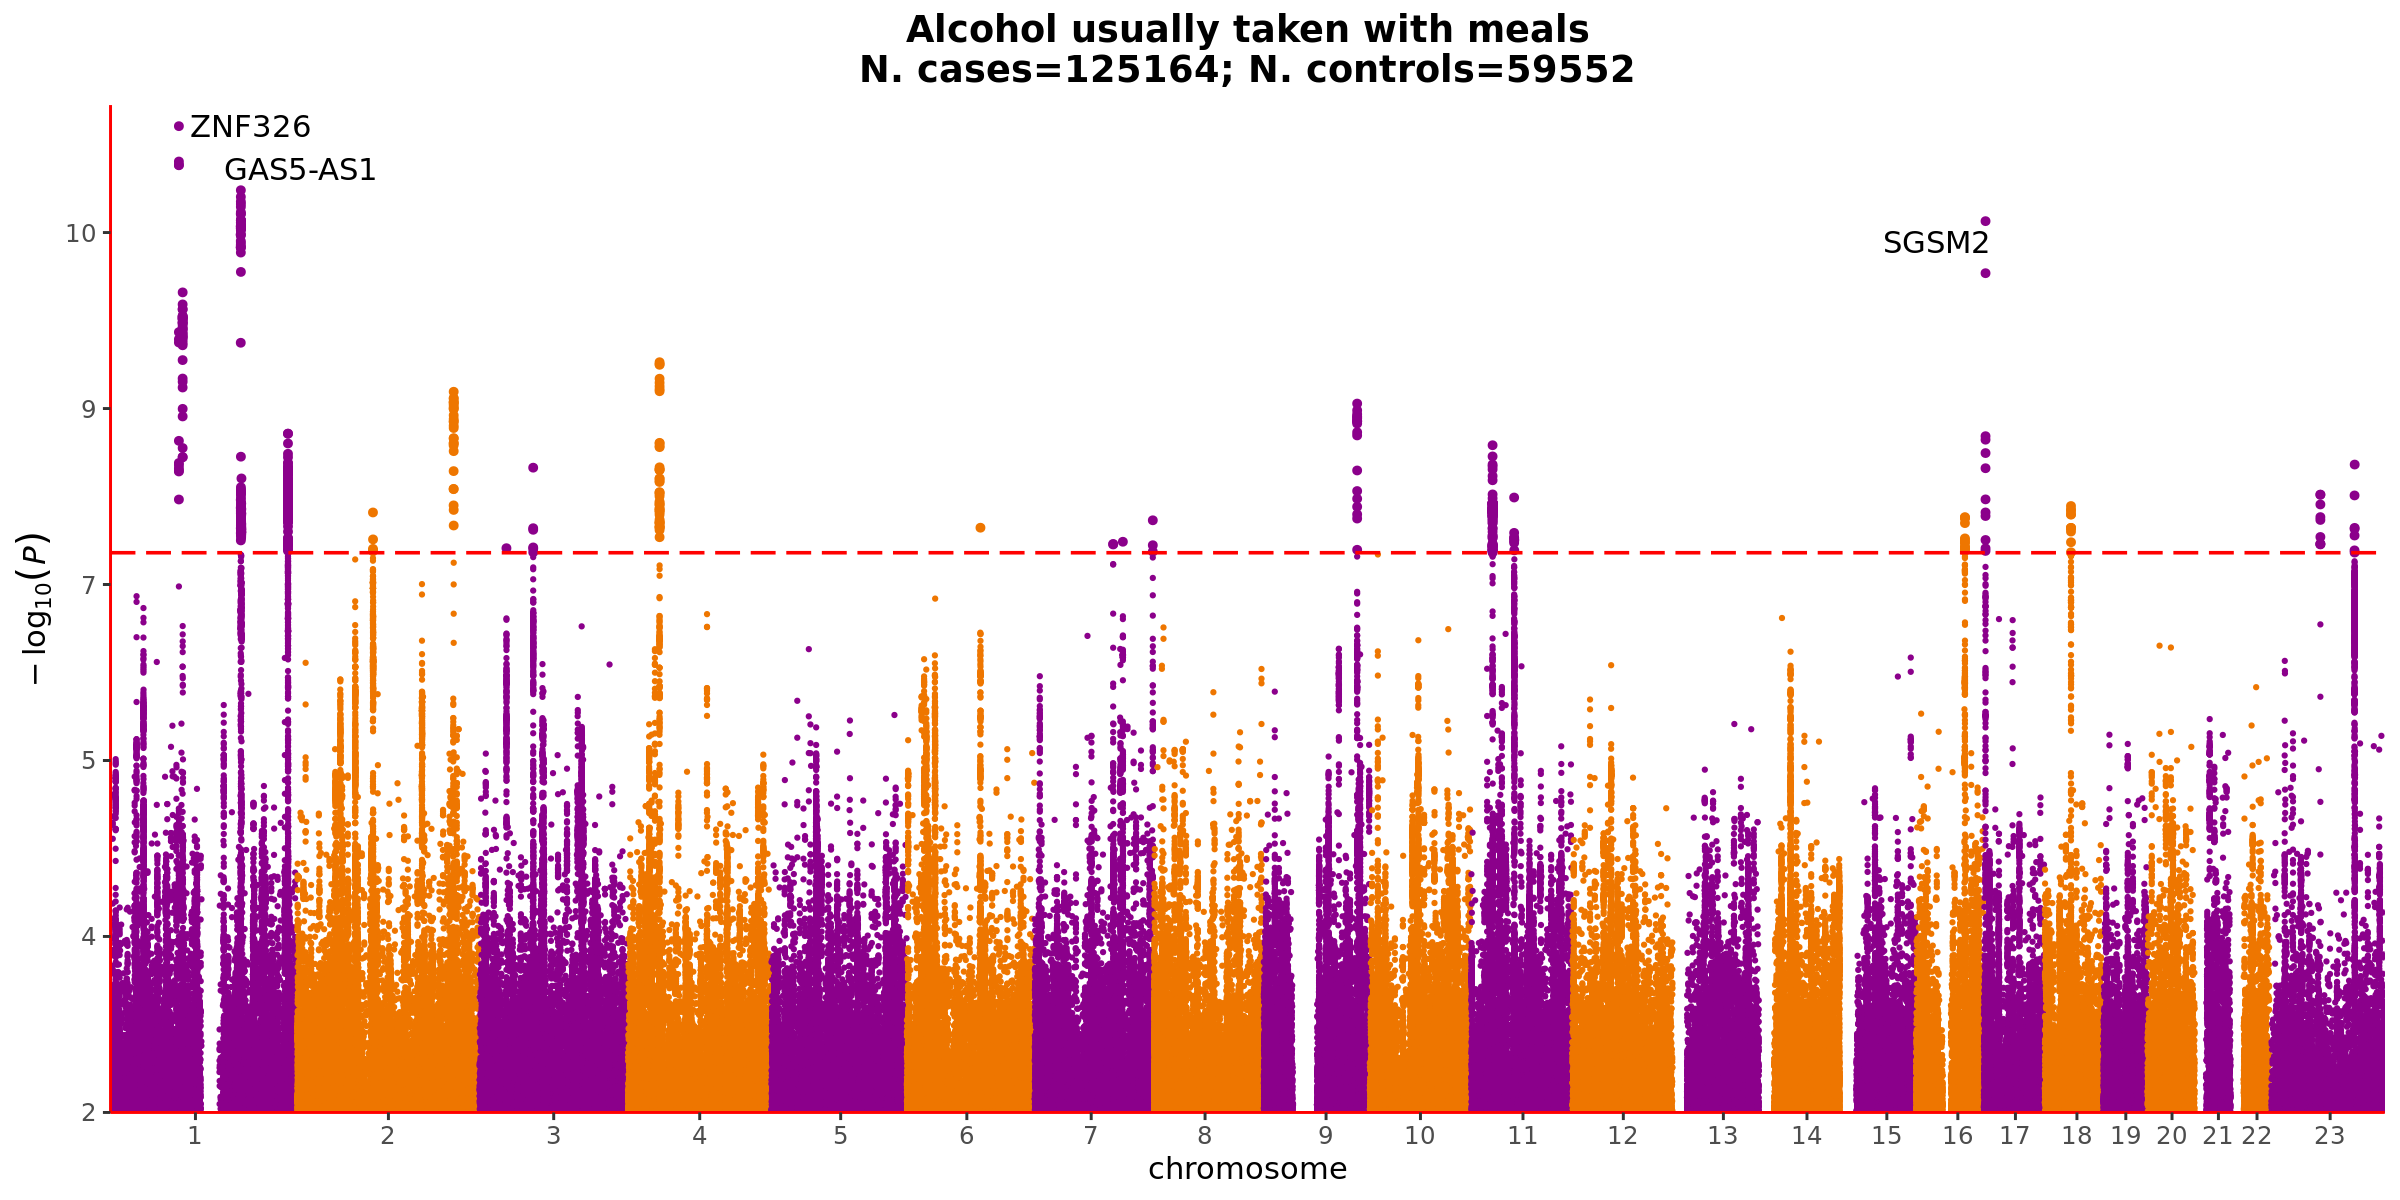 Alcohol usually taken with meals
N. cases=125164; N. controls=59552
ZNF326
GAS5-AS1
SGSM2
10
9
7
5
4
2
−log₁₀(P)
1 2 3 4 5 6 7 8 9 10 11 12 13 14 15 16 17 18 19 20 21 22 23
chromosome